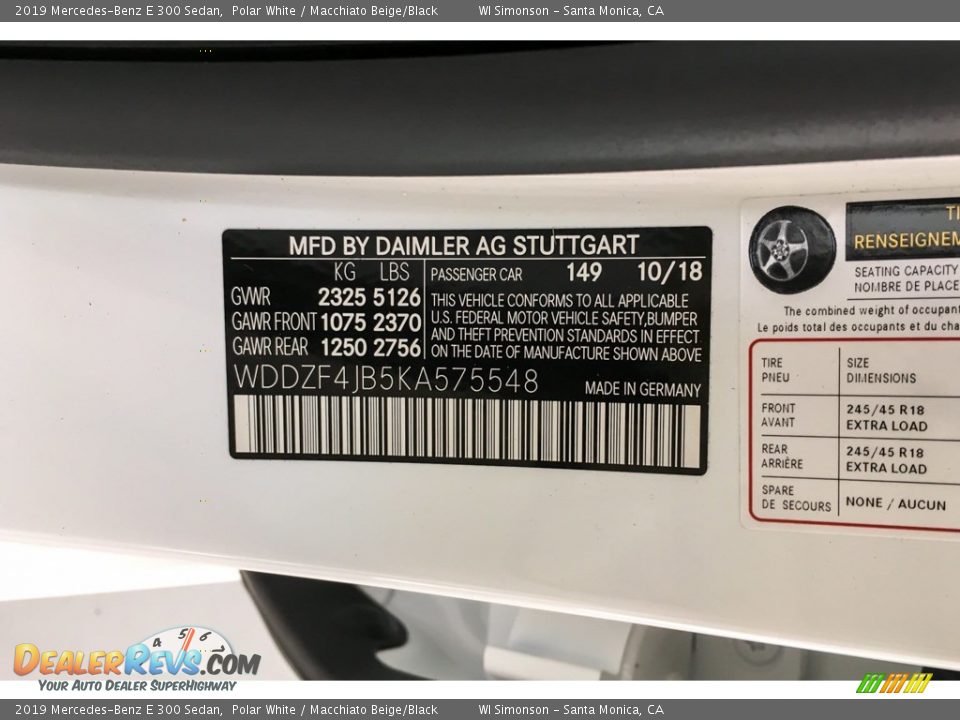 2019 Mercedes-Benz E 300 Sedan, Polar White / Macchiato Beige/Black WI Simonson - Santa Monica, CA
MFD BY DAIMLER AG STUTTGART
KG LBS
GVWR 2325 5126
GAWR FRONT 1075 2370
GAWR REAR 1250 2756
PASSENGER CAR 149 10/18
THIS VEHICLE CONFORMS TO ALL APPLICABLE
U.S. FEDERAL MOTOR VEHICLE SAFETY,BUMPER
AND THEFT PREVENTION STANDARDS IN EFFECT
ON THE DATE OF MANUFACTURE SHOWN ABOVE
WDDZF4JB5KA575548
MADE IN GERMANY
SEATING CAPACITY
NOMBRE DE PLACE
The combined weight of
Le poids total des occupants et du
TIRE
PNEU
SIZE
DIMENSIONS
FRONT
AVANT
245/45 R18
EXTRA LOAD
REAR
ARRIÈRE
245/45 R18
EXTRA LOAD
SPARE
DE SECOURS
NONE / AUCUN
4 5 6
DEALERREVS.COM
YOUR AUTO DEALER SUPERHIGHWAY
2019 Mercedes-Benz E 300 Sedan, Polar White / Macchiato Beige/Black WI Simonson - Santa Monica, CA